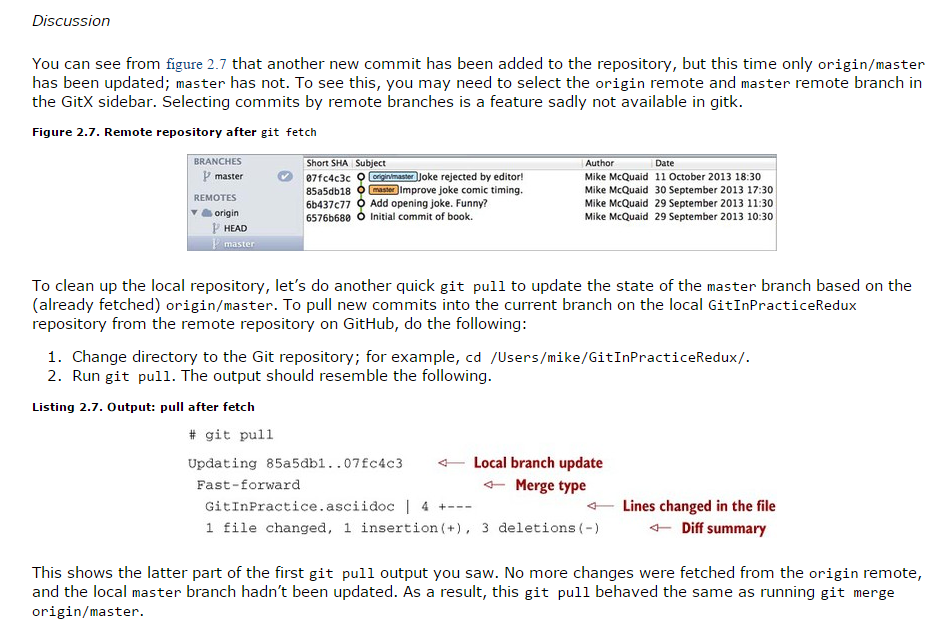 Discussion
You can see from figure 2.7 that another new commit has been added to the repository, but this time only origin/master
has been updated; master has not. To see this, you may need to select the origin remote and master remote branch in
the GitX sidebar. Selecting commits by remote branches is a feature sadly not available in gitk.
Figure 2.7. Remote repository after git fetch
BRANCHES
master
REMOTES
origin
HEAD
master
Short SHA Subject Author Date
07fc4c3c origin/master Joke rejected by editor! Mike McQuaid 11 October 2013 18:30
85a5db18 master Improve joke comic timing. Mike McQuaid 30 September 2013 17:30
6b437c77 Add opening joke. Funny? Mike McQuaid 29 September 2013 11:30
6576b680 Initial commit of book. Mike McQuaid 29 September 2013 10:30
To clean up the local repository, let’s do another quick git pull to update the state of the master branch based on the
(already fetched) origin/master. To pull new commits into the current branch on the local GitInPracticeRedux
repository from the remote repository on GitHub, do the following:
1. Change directory to the Git repository; for example, cd /Users/mike/GitInPracticeRedux/.
2. Run git pull. The output should resemble the following.
Listing 2.7. Output: pull after fetch
# git pull
Updating 85a5db1..07fc4c3 Local branch update
Fast-forward Merge type
GitInPractice.asciidoc | 4 +--- Lines changed in the file
1 file changed, 1 insertion(+), 3 deletions(-) Diff summary
This shows the latter part of the first git pull output you saw. No more changes were fetched from the origin remote,
and the local master branch hadn’t been updated. As a result, this git pull behaved the same as running git merge
origin/master.